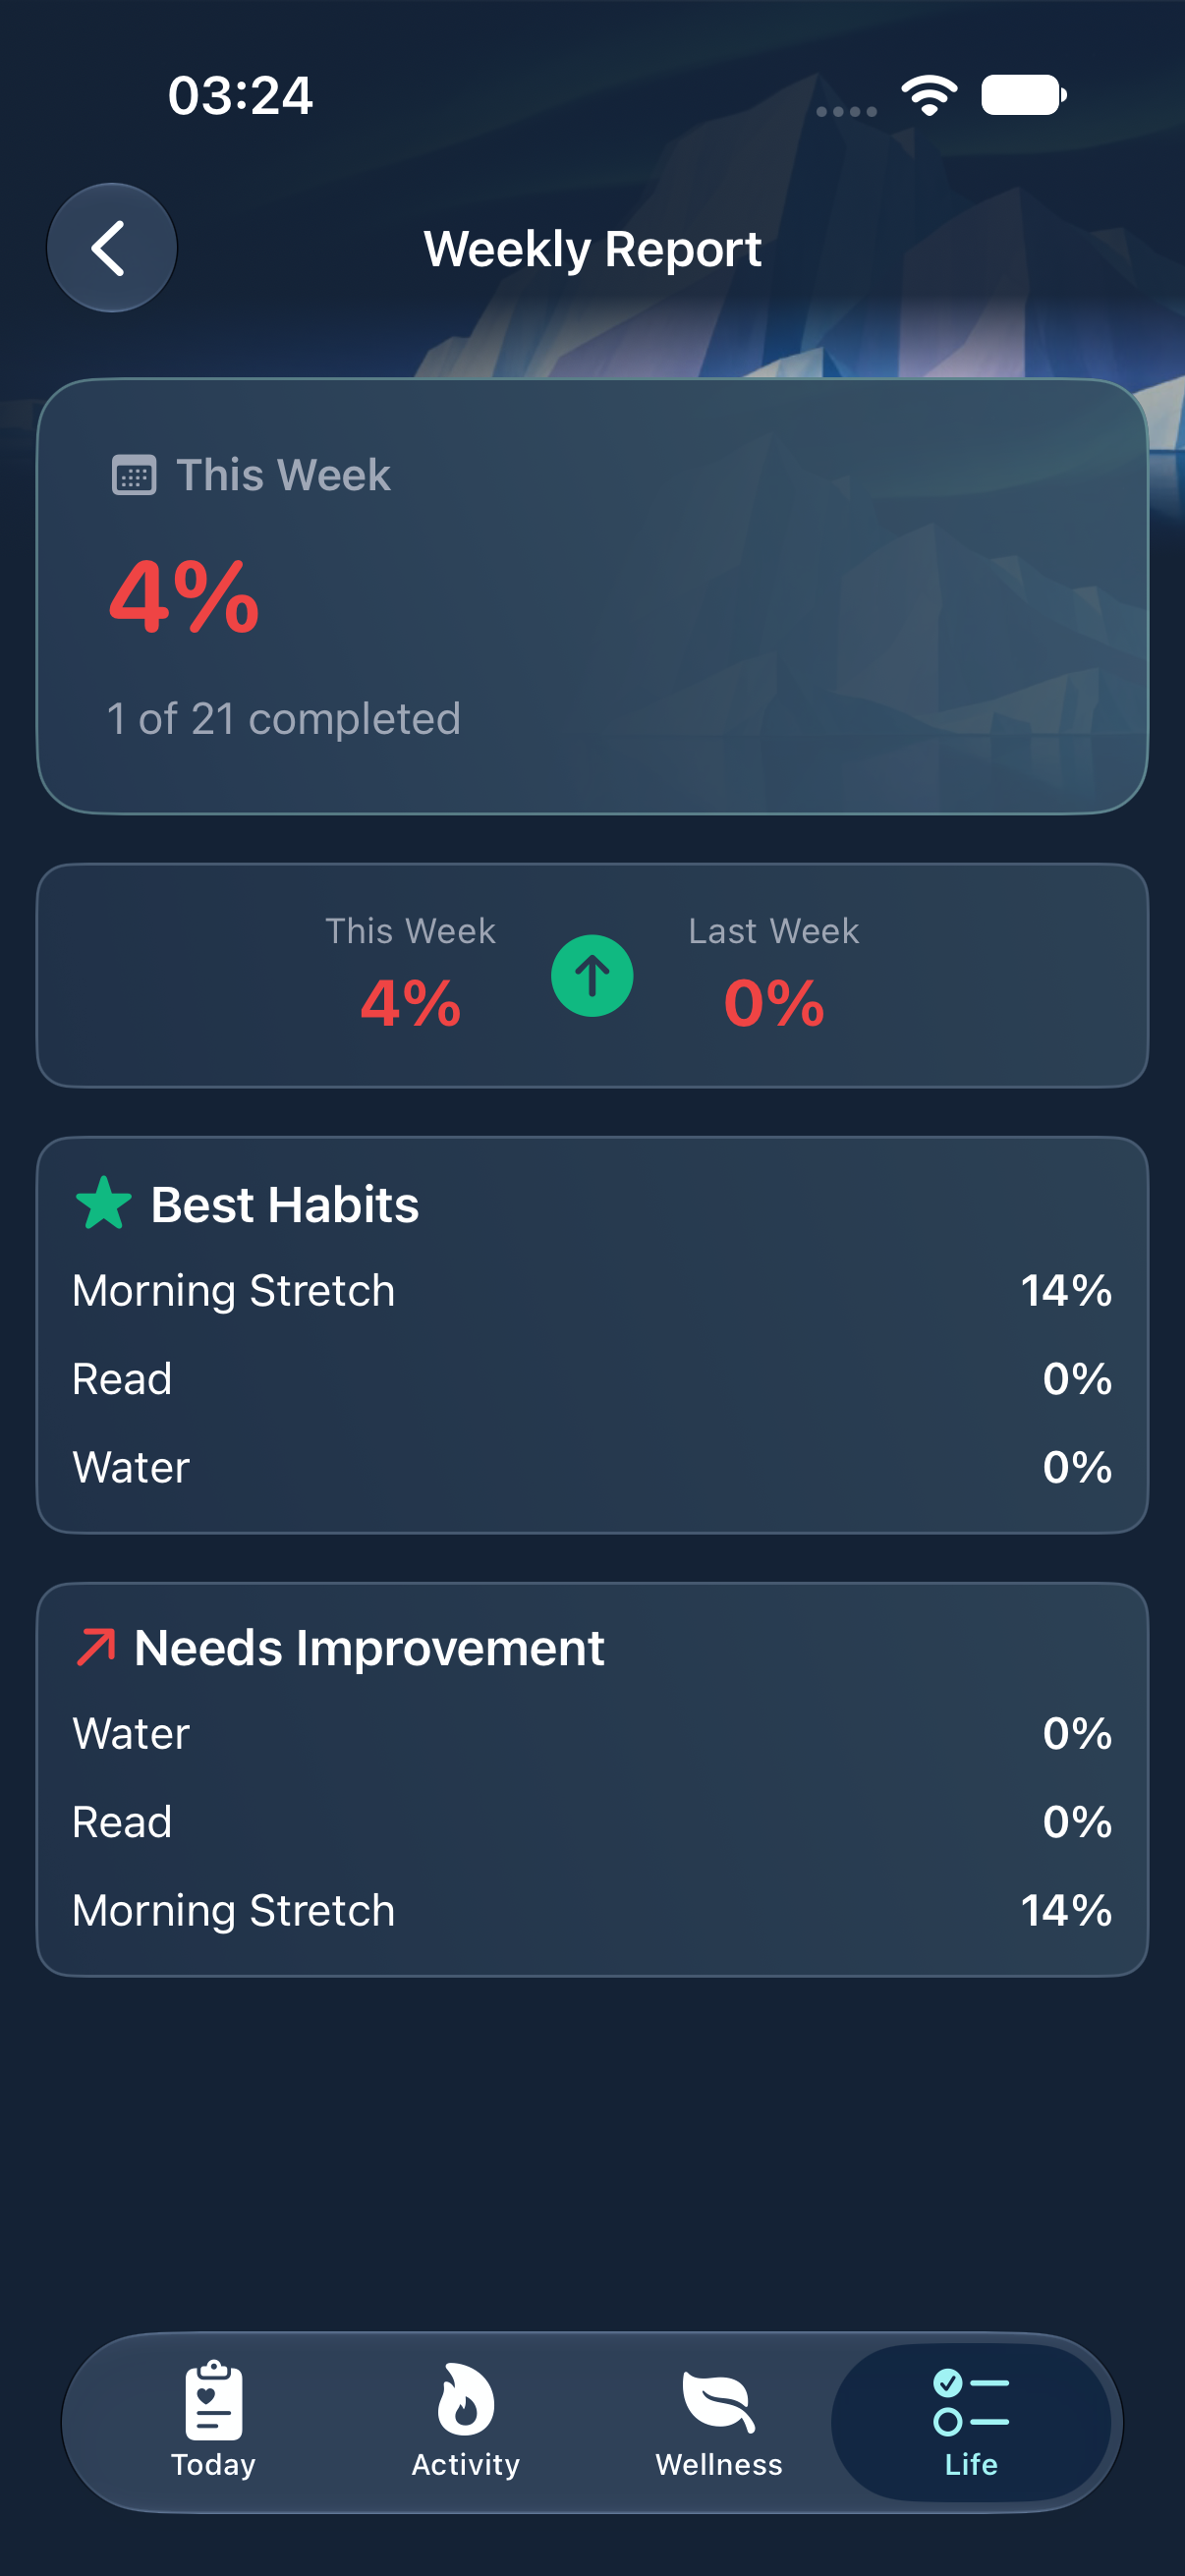 03:24
Weekly Report
This Week
4%
1 of 21 completed
This Week
4%
Last Week
0%
Best Habits
Morning Stretch 14%
Read 0%
Water 0%
Needs Improvement
Water 0%
Read 0%
Morning Stretch 14%
Today Activity Wellness Life